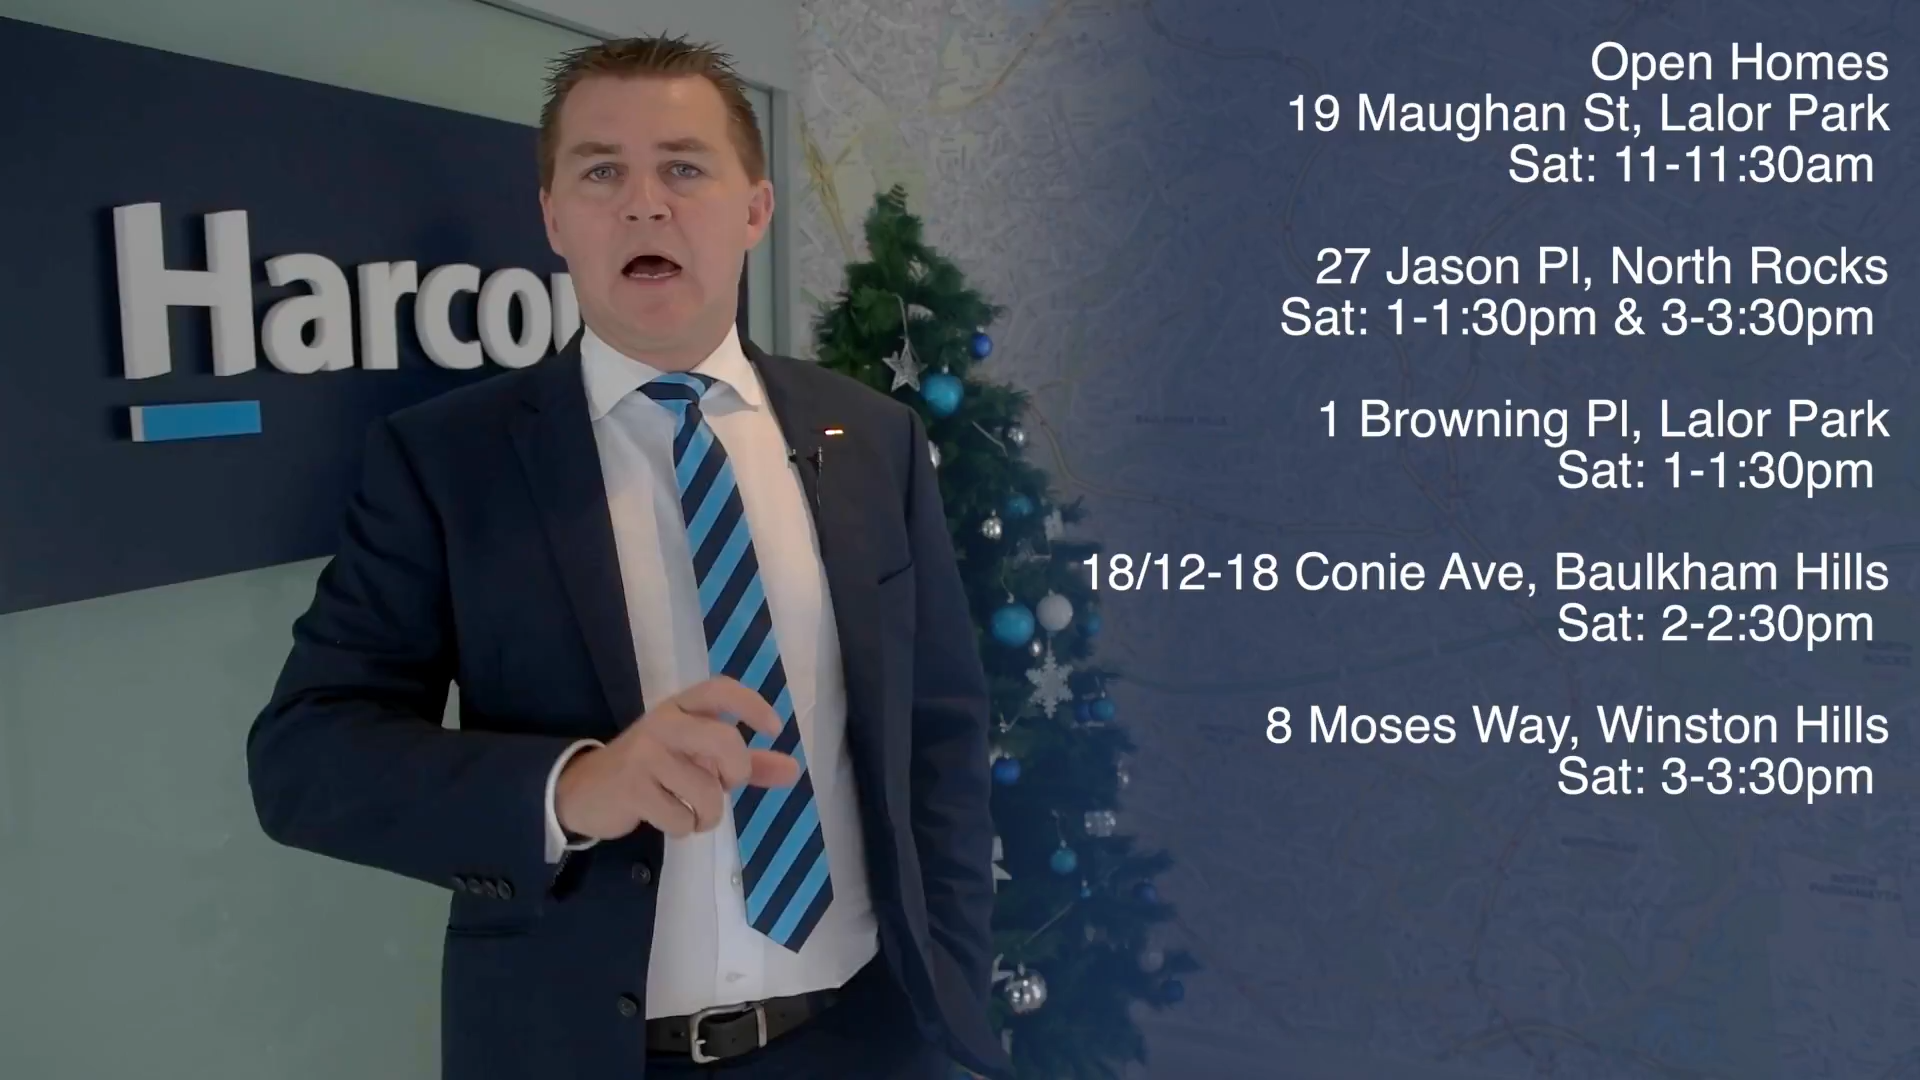 Harcou
Open Homes
19 Maughan St, Lalor Park
Sat: 11-11:30am
27 Jason Pl, North Rocks
Sat: 1-1:30pm & 3-3:30pm
1 Browning Pl, Lalor Park
Sat: 1-1:30pm
18/12-18 Conie Ave, Baulkham Hills
Sat: 2-2:30pm
8 Moses Way, Winston Hills
Sat: 3-3:30pm